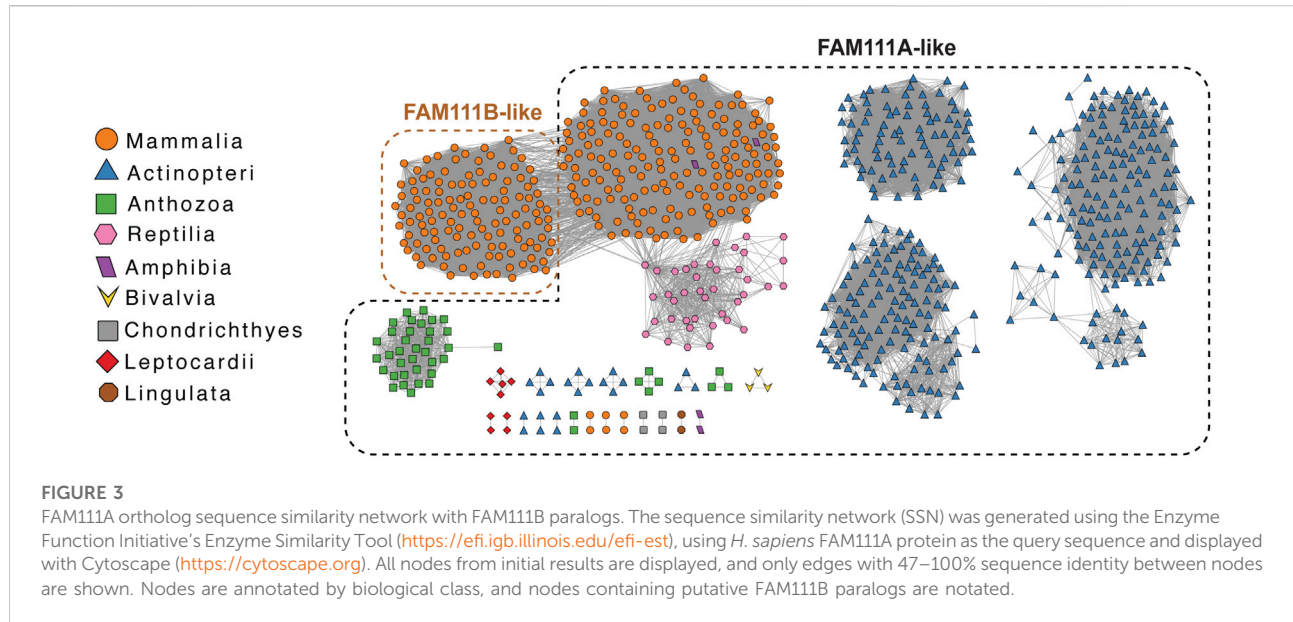 FAM111A-like
FAM111B-like
Mammalia
Actinopteri
Anthozoa
Reptilia
Amphibia
Bivalvia
Chondrichthyes
Leptocardii
Lingulata
FIGURE 3
FAM111A ortholog sequence similarity network with FAM111B paralogs. The sequence similarity network (SSN) was generated using the Enzyme
Function Initiative's Enzyme Similarity Tool (https://efi.igb.illinois.edu/efi-est), using H. sapiens FAM111A protein as the query sequence and displayed
with Cytoscape (https://cytoscape.org). All nodes from initial results are displayed, and only edges with 47–100% sequence identity between nodes
are shown. Nodes are annotated by biological class, and nodes containing putative FAM111B paralogs are notated.